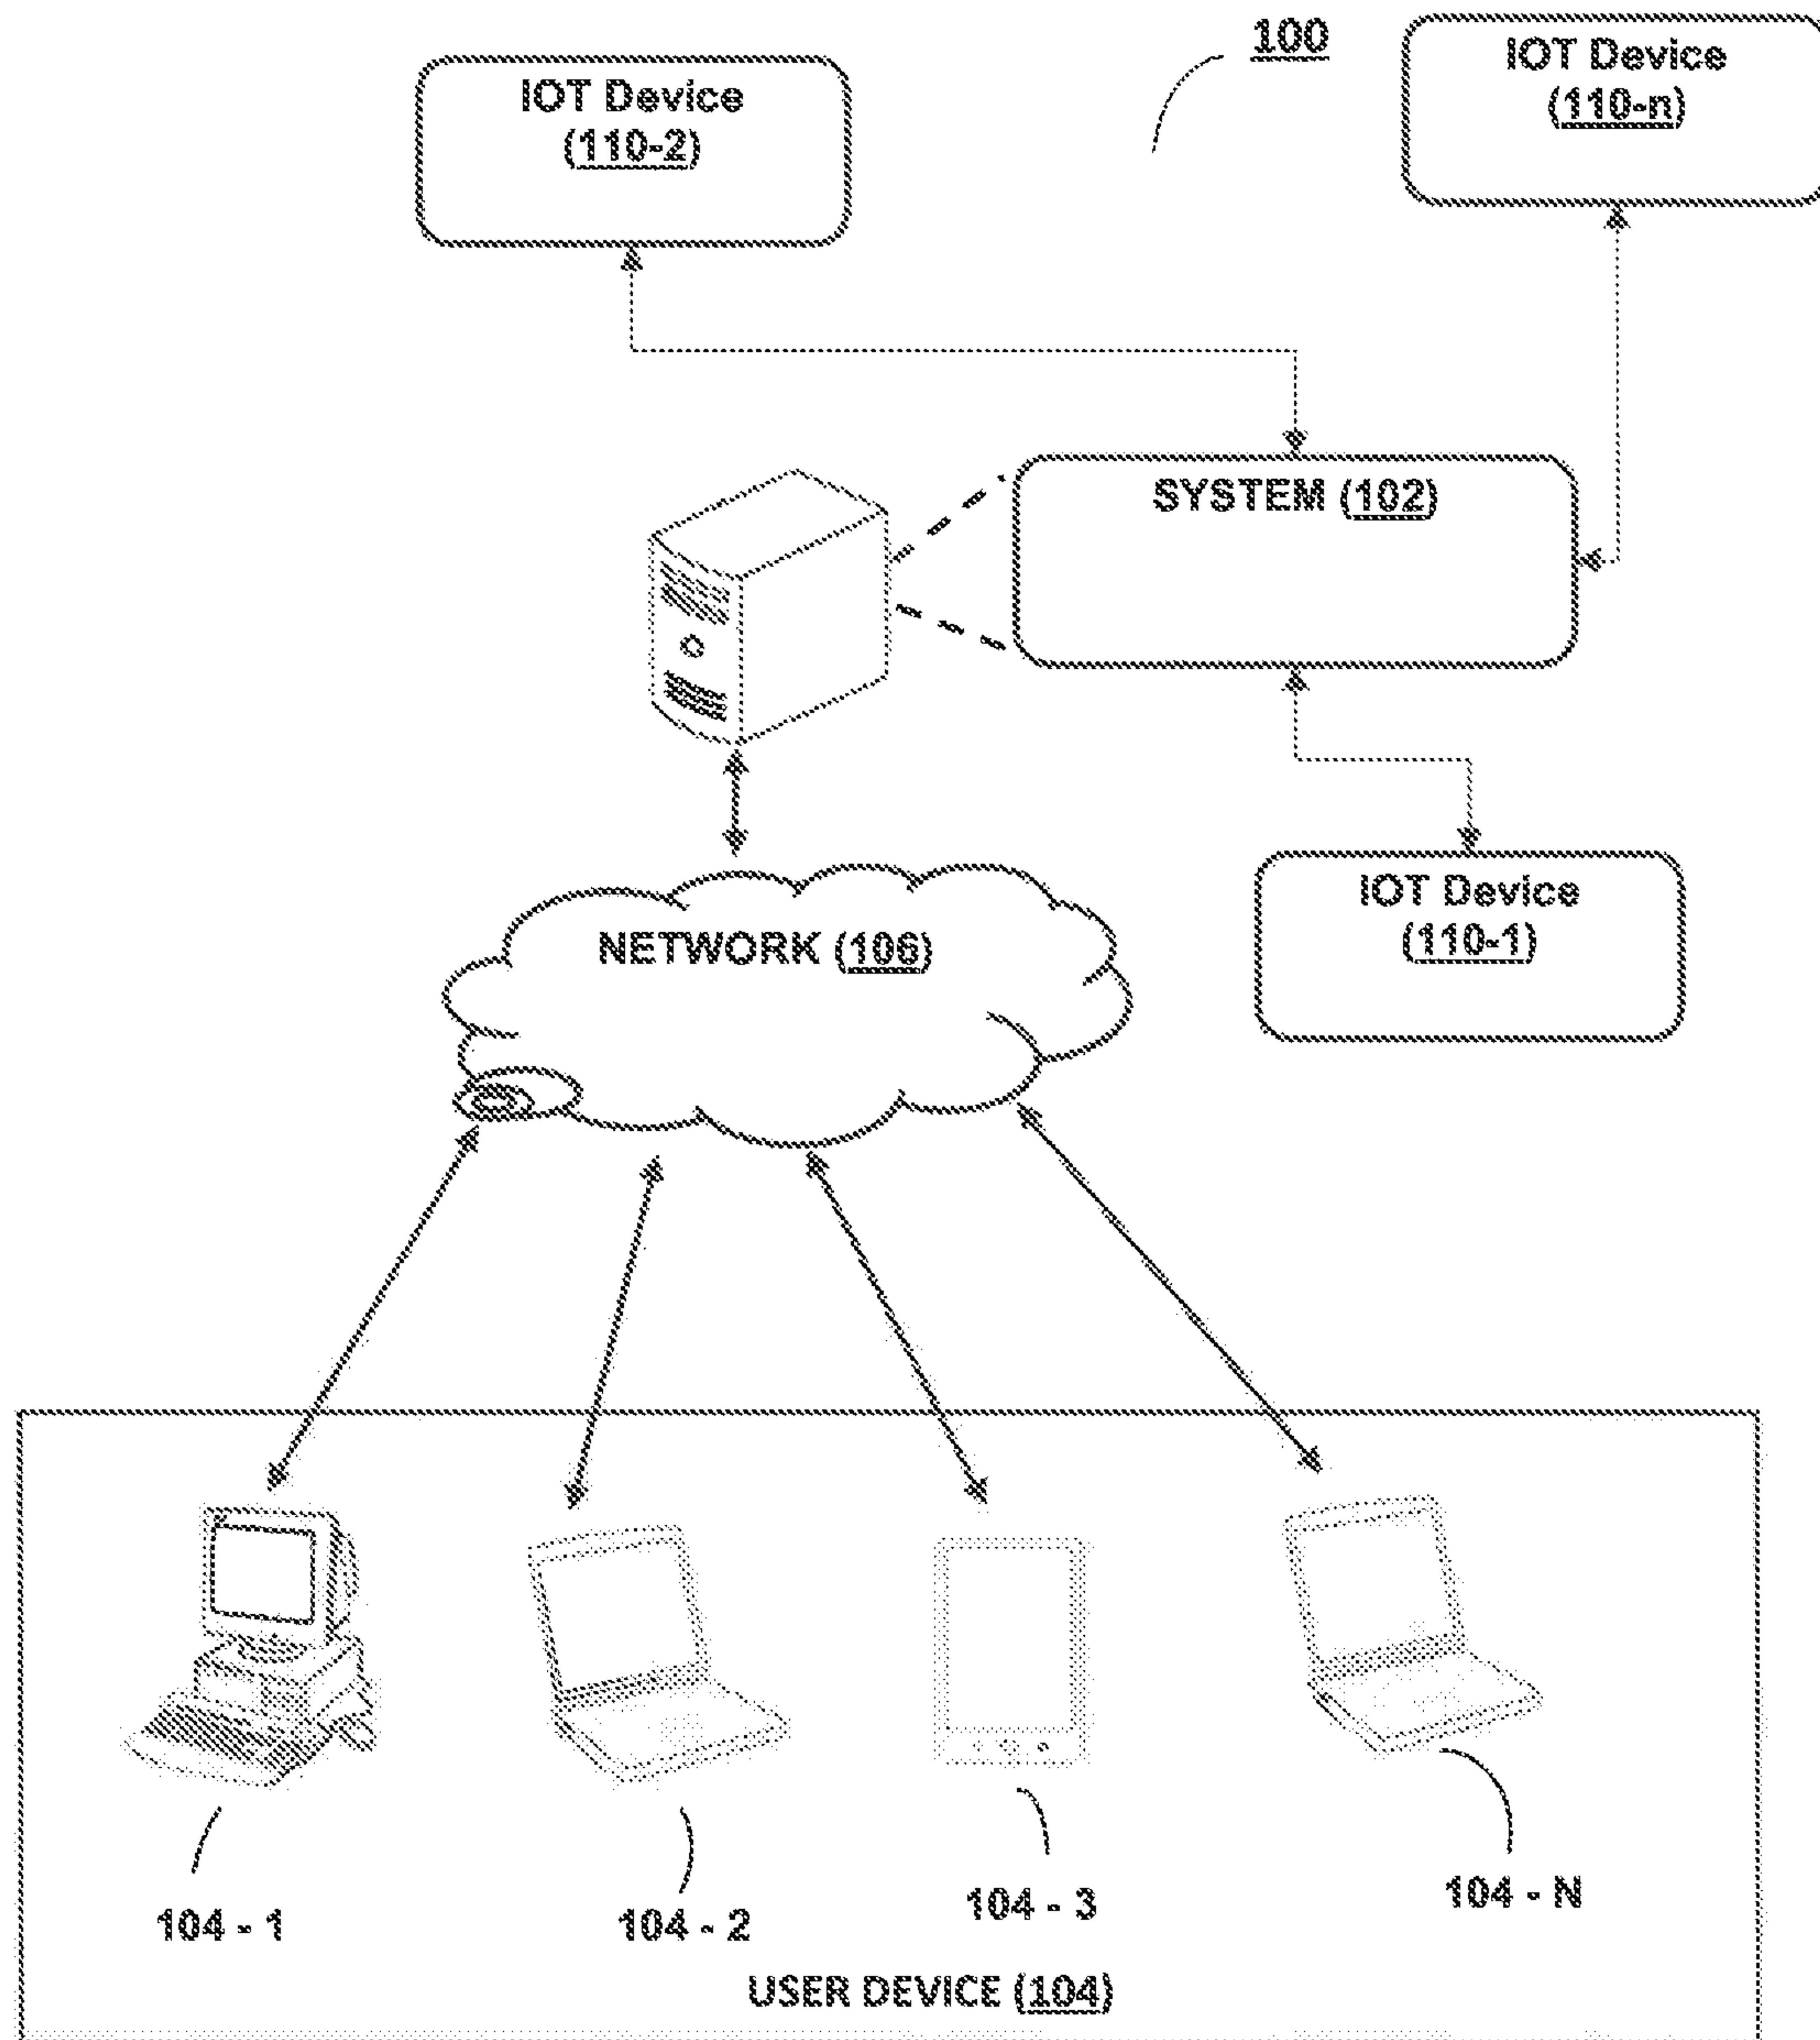 100
IOT Device
(110-2)
IOT Device
(110-n)
SYSTEM (102)
IOT Device
(110-1)
NETWORK (106)
104 - 1
104 - 2
104 - 3
104 - N
USER DEVICE (104)